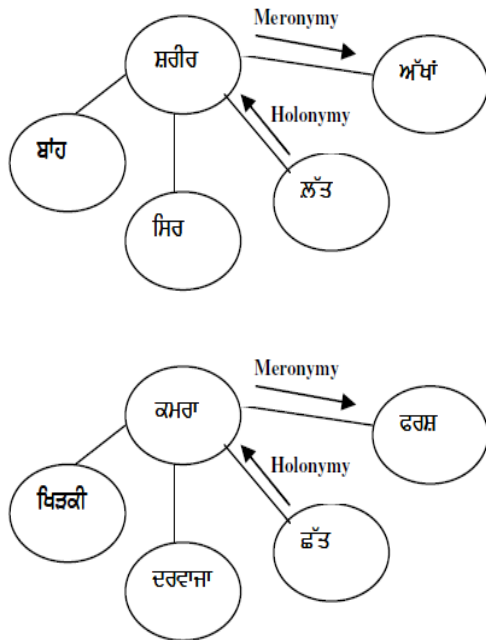 Meronymy
ਸ਼ਰੀਰ
ਅੱਖਾਂ
Holonymy
ਬਾਂਹ
ਲ਼ੱਤ
ਸਿਰ
Meronymy
ਕਮਰਾ
ਫਰਸ਼
Holonymy
ਖਿੜਕੀ
ਛੱਤ
ਦਰਵਾਜਾ